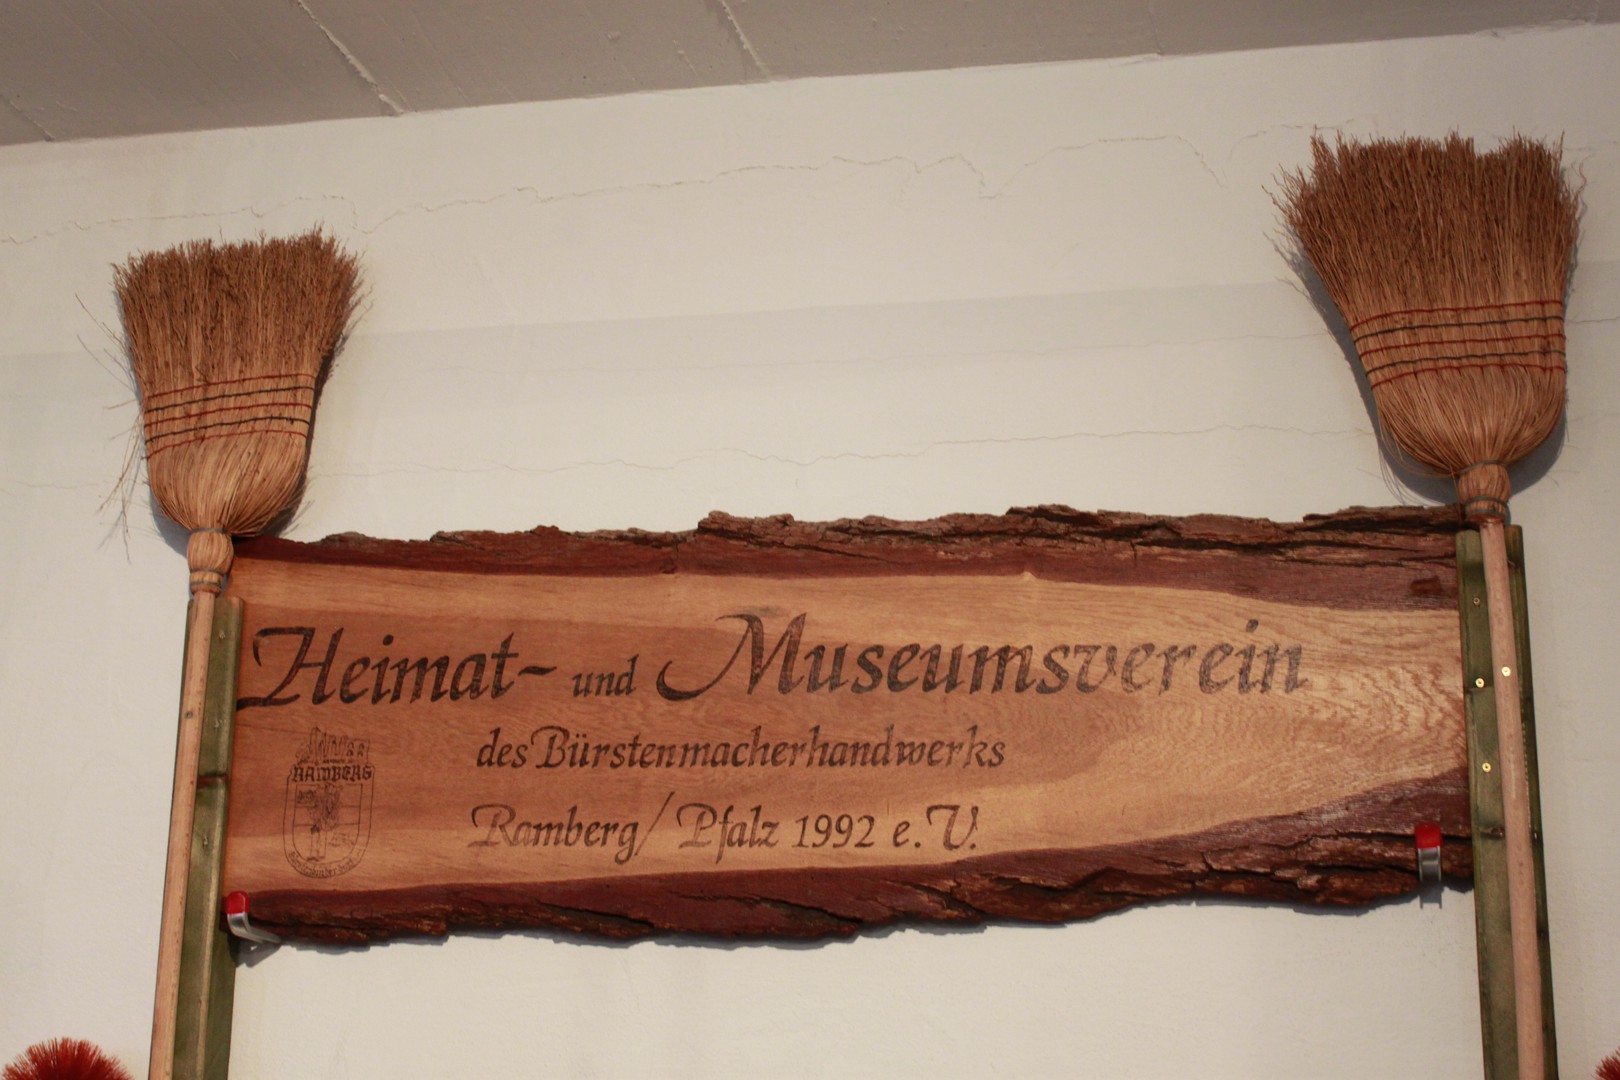 Heimat- und Museumsverein
des Bürstenmacherhandwerks
Ramberg/Pfalz 1992 e.V.
RAMBERG